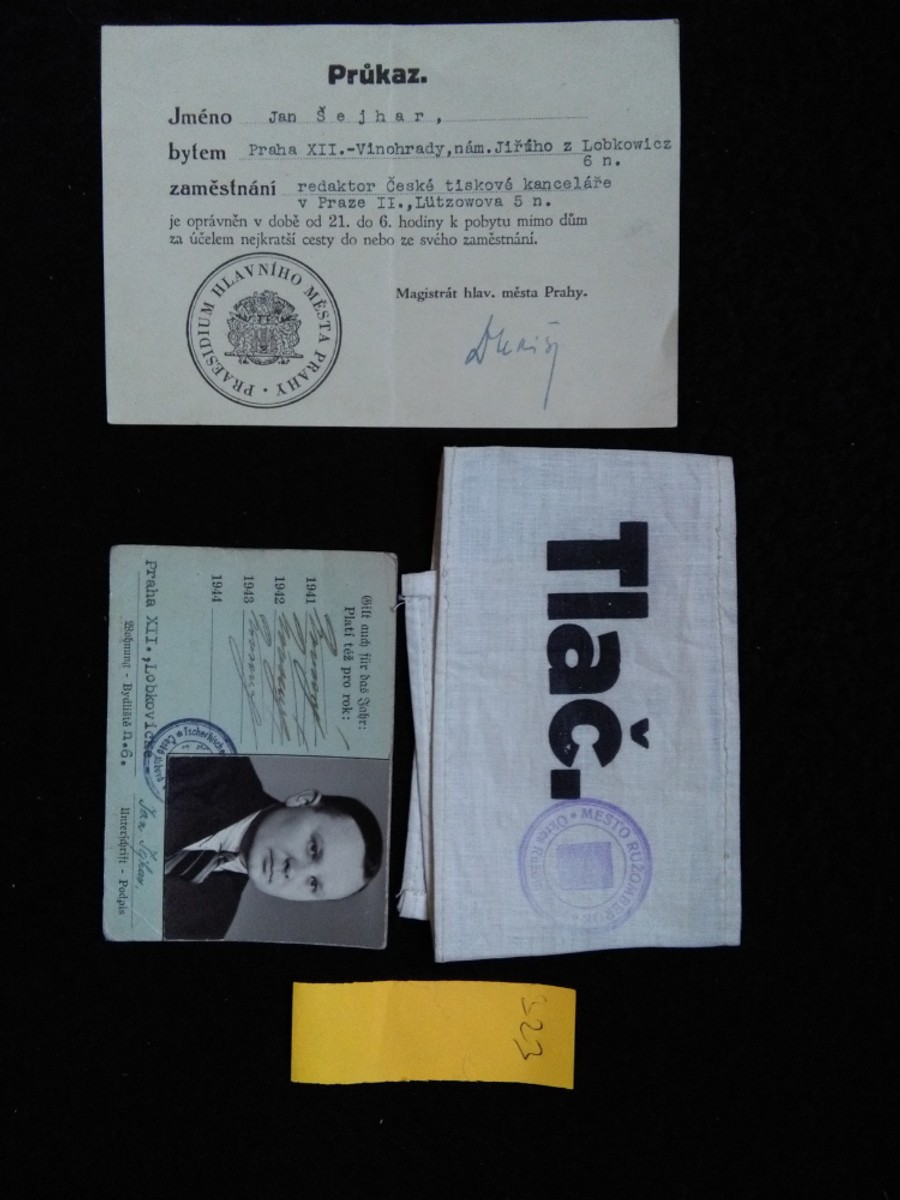 Průkaz.
Jméno Jan Šejhar,
bytem Praha XII.-Vinohrady,nám.Jiřího z Lobkowicz
6 n.
zaměstnání redaktor České tiskové kanceláře
v Praze II.,Lützowova 5 n.
je oprávněn v době od 21. do 6. hodiny k pobytu mimo dům
za účelem nejkratší cesty do nebo ze svého zaměstnání.
Magistrát hlav. města Prahy.
PRAESIDIUM HLAVNÍHO MĚSTA PRAHY
Gilt auch für das Jahr:
Platí též pro rok:
1941
1942
1943
1944
Praha XII.,Lobkovicze
n.6.
Wohnung - Bydliště
Unterschrift - Podpis
Jan
Tlač.
MESTO RUŽOMBEROK
323